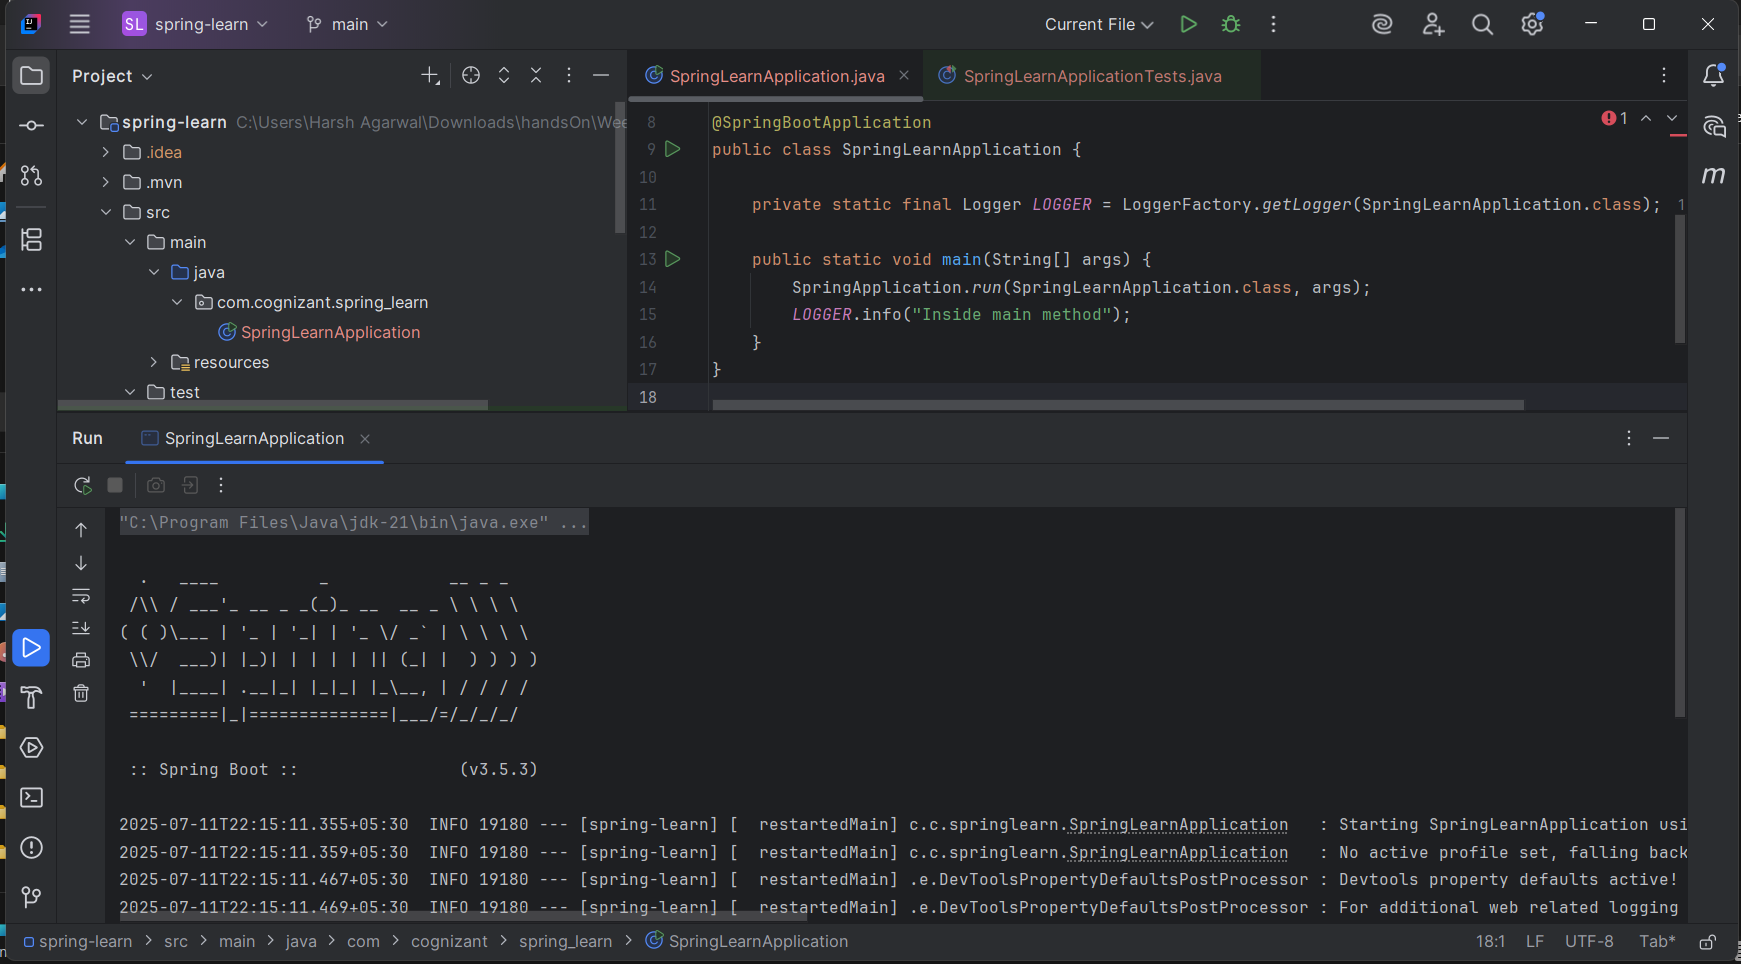 SL spring-learn main Current File
Project
SpringLearnApplication.java
SpringLearnApplicationTests.java
spring-learn C:\Users\Harsh Agarwal\Downloads\handsOn\Wee
.idea
.mvn
src
main
java
com.cognizant.spring_learn
SpringLearnApplication
resources
test
1
8 @SpringBootApplication
9 public class SpringLearnApplication {
10
11 private static final Logger LOGGER = LoggerFactory.getLogger(SpringLearnApplication.class); 1
12
13 public static void main(String[] args) {
14 SpringApplication.run(SpringLearnApplication.class, args);
15 LOGGER.info("Inside main method");
16 }
17 }
18
m
Run SpringLearnApplication
"C:\Program Files\Java\jdk-21\bin\java.exe" ...
  .   ____          _            __ _ _
 /\\ / ___'_ __ _ _(_)_ __  __ _ \ \ \ \
( ( )\___ | '_ | '_| | '_ \/ _` | \ \ \ \
 \\/  ___)| |_)| | | | | || (_| |  ) ) ) )
  '  |____| .__|_| |_|_| |_\__, | / / / /
 =========|_|==============|___/=/_/_/_/
 :: Spring Boot ::                (v3.5.3)
2025-07-11T22:15:11.355+05:30  INFO 19180 --- [spring-learn] [  restartedMain] c.c.springlearn.SpringLearnApplication   : Starting SpringLearnApplication usi
2025-07-11T22:15:11.359+05:30  INFO 19180 --- [spring-learn] [  restartedMain] c.c.springlearn.SpringLearnApplication   : No active profile set, falling back
2025-07-11T22:15:11.467+05:30  INFO 19180 --- [spring-learn] [  restartedMain] .e.DevToolsPropertyDefaultsPostProcessor : Devtools property defaults active!
2025-07-11T22:15:11.469+05:30  INFO 19180 --- [spring-learn] [  restartedMain] .e.DevToolsPropertyDefaultsPostProcessor : For additional web related logging
spring-learn > src > main > java > com > cognizant > spring_learn > SpringLearnApplication 18:1 LF UTF-8 Tab*